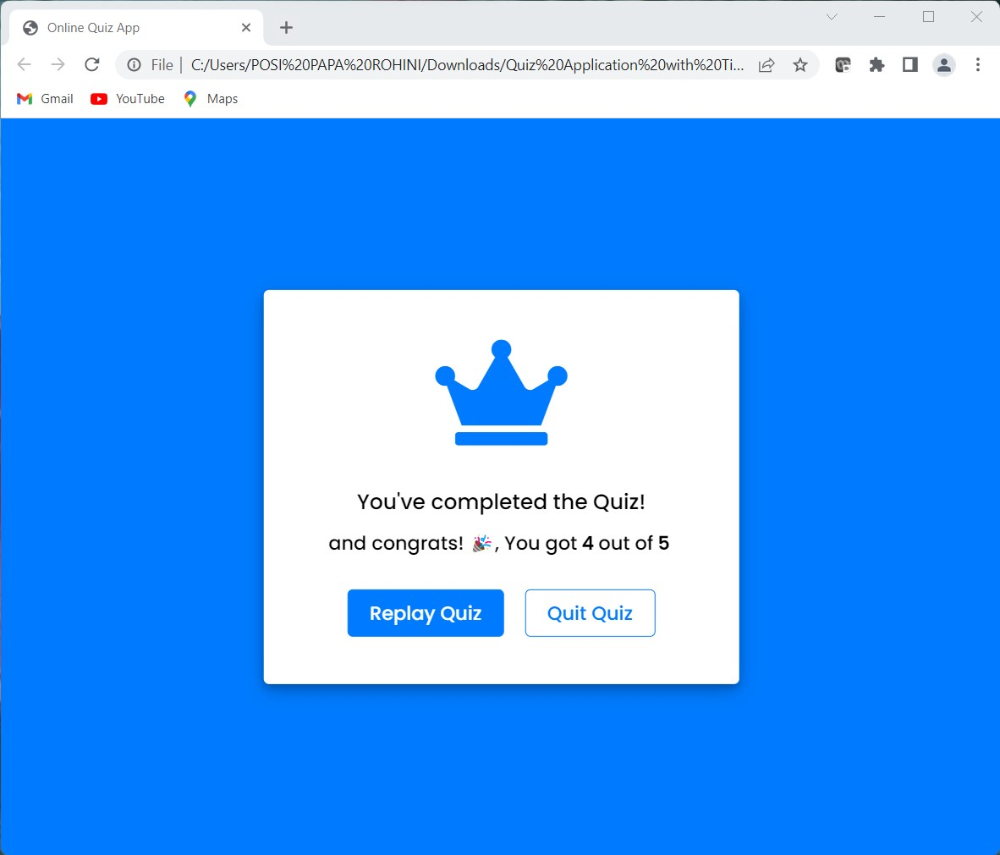 Online Quiz App
File | C:/Users/POSI%20PAPA%20ROHINI/Downloads/Quiz%20Application%20with%20Ti...
Gmail YouTube Maps
You've completed the Quiz!
and congrats! 🎉, You got 4 out of 5
Replay Quiz Quit Quiz